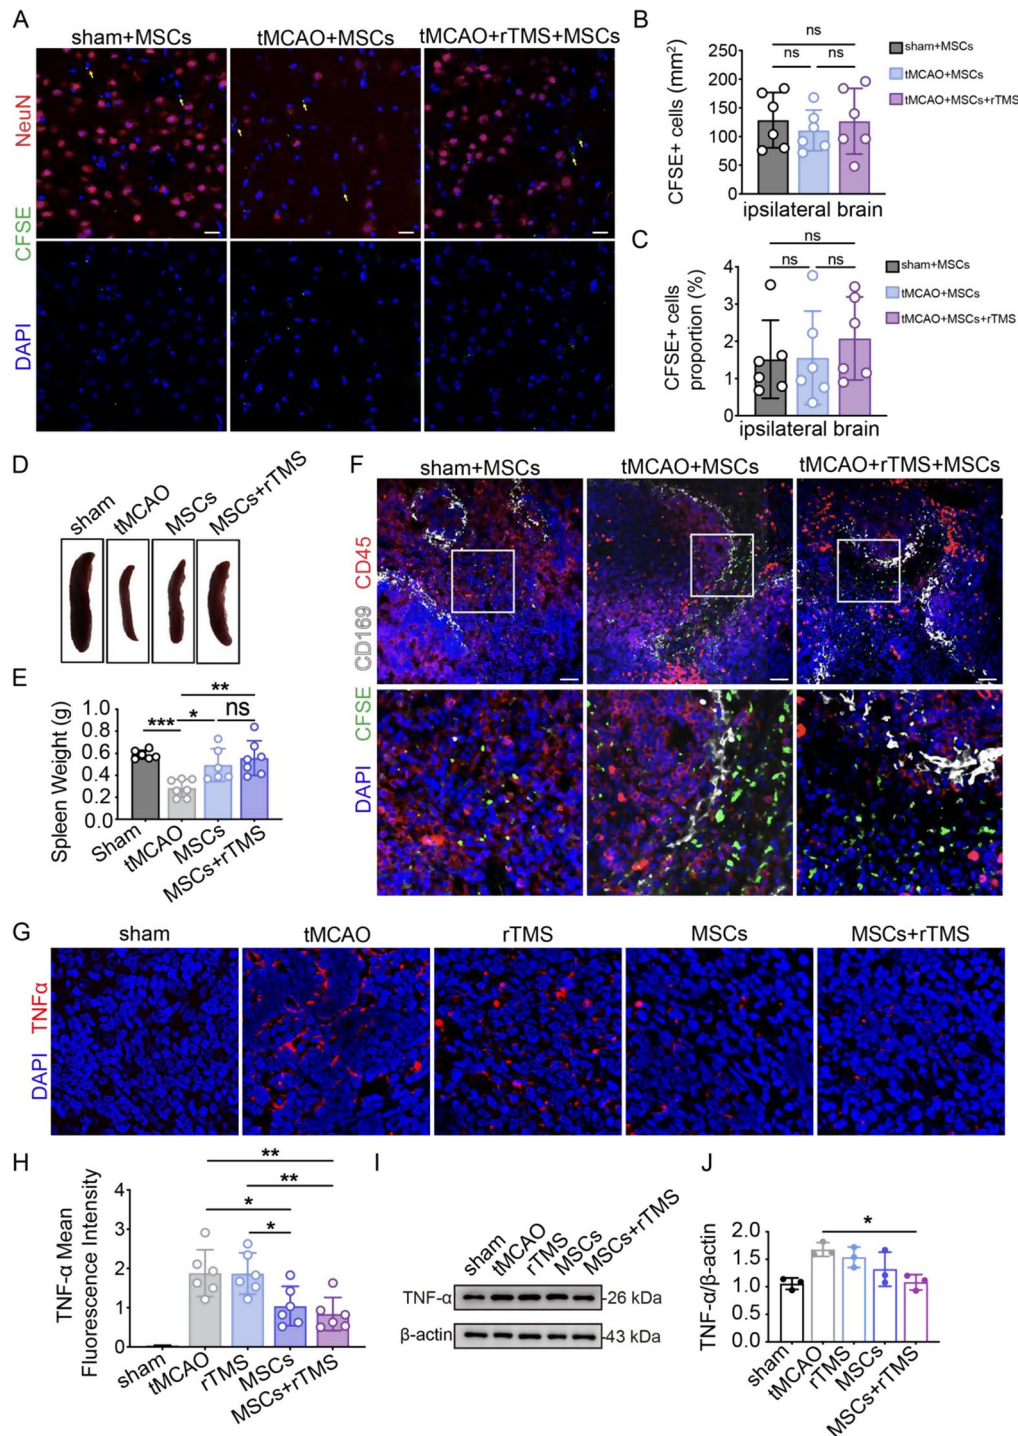 A
sham+MSCs
tMCAO+MSCs
tMCAO+rTMS+MSCs
NeuN
CFSE
DAPI
B
CFSE+ cells (mm²)
250
200
150
100
50
0
ns
ns
ns
ipsilateral brain
sham+MSCs
tMCAO+MSCs
tMCAO+MSCs+rTMS
C
CFSE+ cells
proportion (%)
4
3
2
1
0
ns
ns
ns
ipsilateral brain
sham+MSCs
tMCAO+MSCs
tMCAO+MSCs+rTMS
D
sham
tMCAO
MSCs
MSCs+rTMS
E
Spleen Weight (g)
1.0
0.8
0.6
0.4
0.2
0.0
**
***
*
ns
Sham
tMCAO
MSCs
MSCs+rTMS
F
sham+MSCs
tMCAO+MSCs
tMCAO+rTMS+MSCs
CD45
CD169
CFSE
DAPI
G
sham
tMCAO
rTMS
MSCs
MSCs+rTMS
TNFα
DAPI
H
TNF-α Mean
Fluorescence Intensity
4
3
2
1
0
**
**
*
*
sham
tMCAO
rTMS
MSCs
MSCs+rTMS
I
sham
tMCAO
rTMS
MSCs
MSCs+rTMS
TNF-α
-26 kDa
β-actin
-43 kDa
J
TNF-α/β-actin
2.0
1.5
1.0
0.5
0.0
*
sham
tMCAO
rTMS
MSCs
MSCs+rTMS